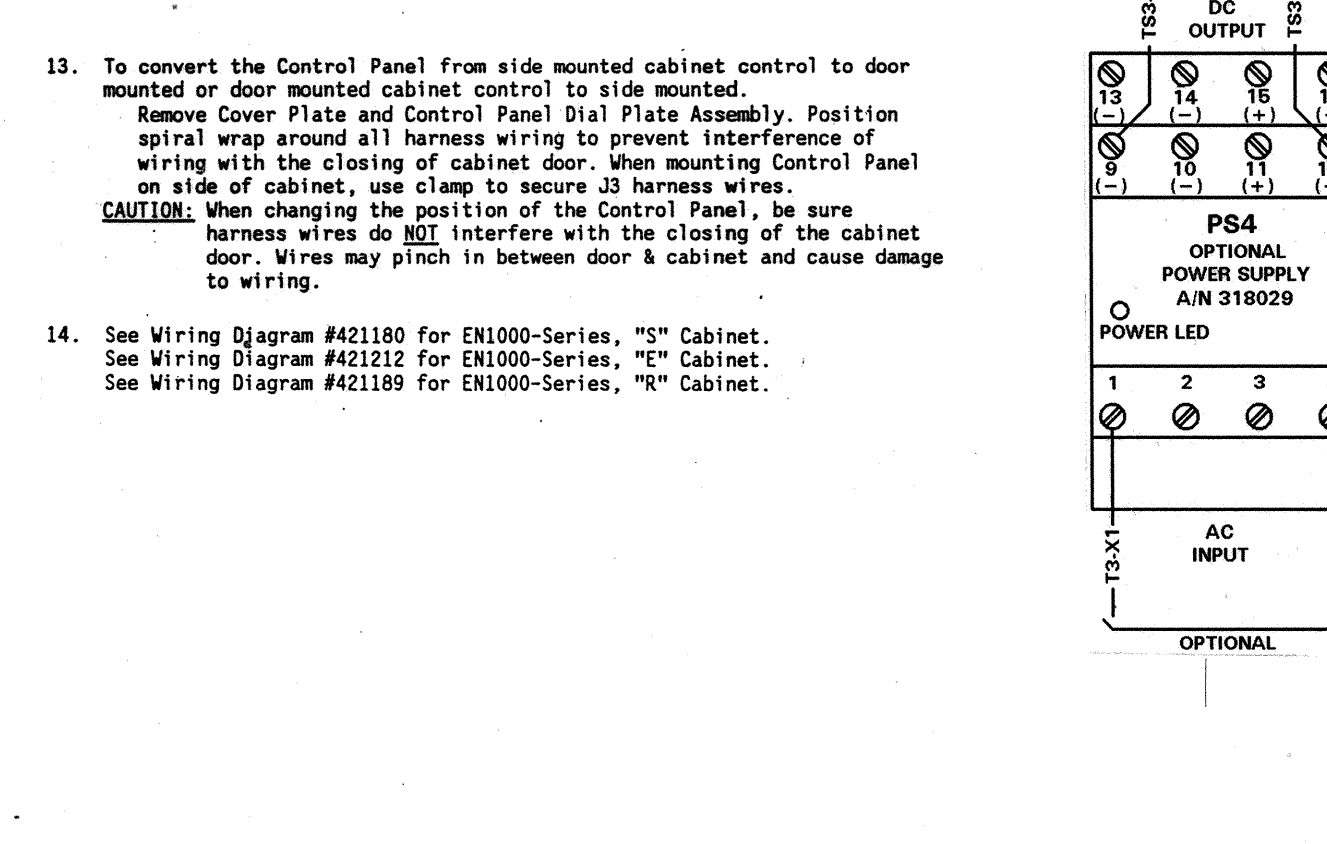 13. To convert the Control Panel from side mounted cabinet control to door
mounted or door mounted cabinet control to side mounted.
Remove Cover Plate and Control Panel Dial Plate Assembly. Position
spiral wrap around all harness wiring to prevent interference of
wiring with the closing of cabinet door. When mounting Control Panel
on side of cabinet, use clamp to secure J3 harness wires.
CAUTION: When changing the position of the Control Panel, be sure
harness wires do NOT interfere with the closing of the cabinet
door. Wires may pinch in between door & cabinet and cause damage
to wiring.
14. See Wiring Diagram #421180 for EN1000-Series, "S" Cabinet.
See Wiring Diagram #421212 for EN1000-Series, "E" Cabinet.
See Wiring Diagram #421189 for EN1000-Series, "R" Cabinet.
TS3-
DC
OUTPUT
TS3
13 14 15
(-) (-) (+)
9 10 11
(-) (-) (+)
PS4
OPTIONAL
POWER SUPPLY
A/N 318029
POWER LED
1 2 3
T3-X1
AC
INPUT
OPTIONAL